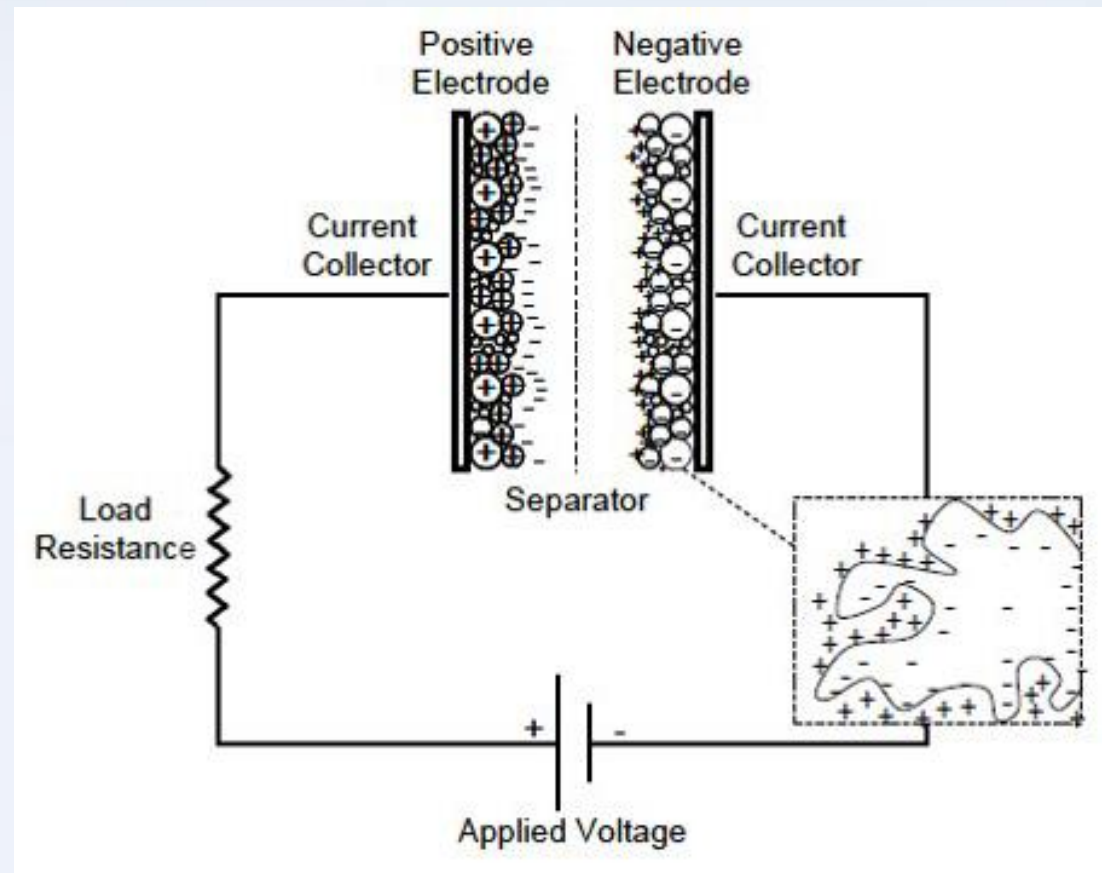 Positive
Electrode
Negative
Electrode
Current
Collector
Current
Collector
Separator
Load
Resistance
+
-
Applied Voltage